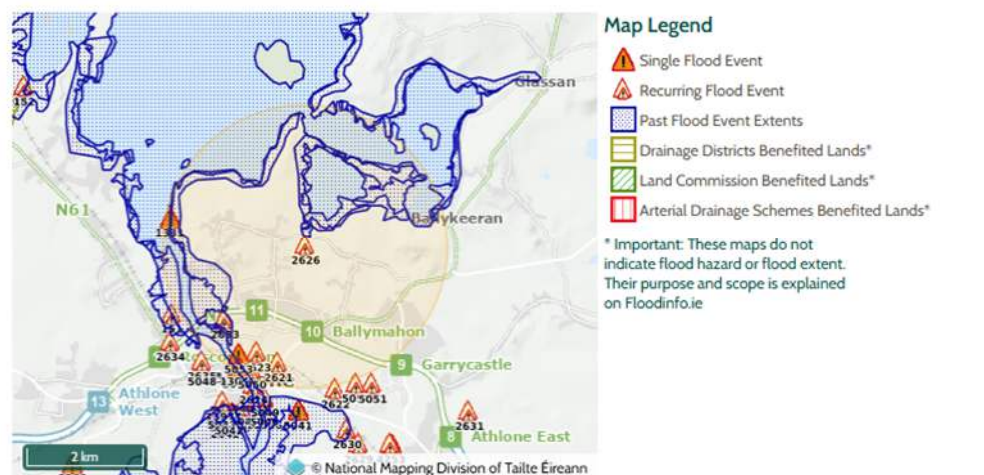 Glassan
N61
Ballykeeran
2626
11
10
Ballymahon
9
Garrycastle
2634
2621
2622
5051
13
Athlone
West
2631
2630
8
Athlone East
2 km
© National Mapping Division of Tailte Éireann
Map Legend
Single Flood Event
Recurring Flood Event
Past Flood Event Extents
Drainage Districts Benefited Lands*
Land Commission Benefited Lands*
Arterial Drainage Schemes Benefited Lands*
* Important: These maps do not
indicate flood hazard or flood extent.
Their purpose and scope is explained
on Floodinfo.ie